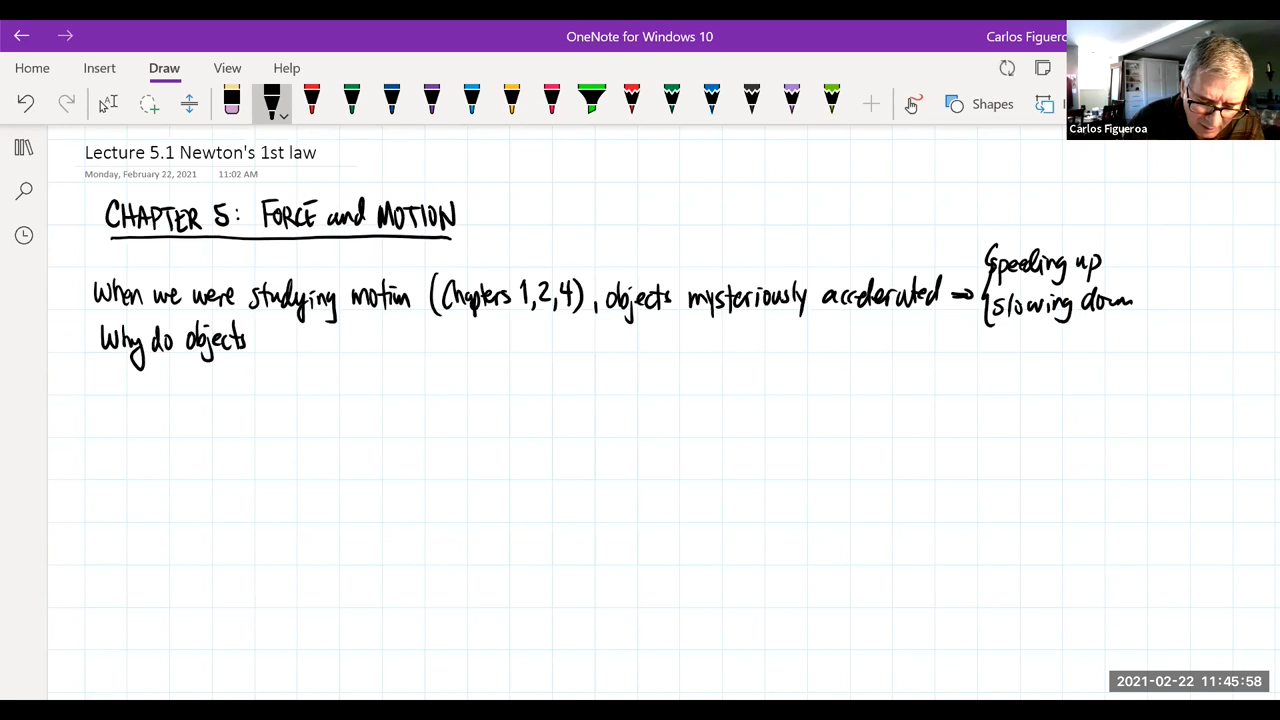 OneNote for Windows 10
Carlos Figuero
Home Insert Draw View Help
Shapes
Carlos Figueroa
Lecture 5.1 Newton's 1st law
Monday, February 22, 2021 11:02 AM
CHAPTER 5: FORCE and MOTION
When we were studying motion (Chapters 1,2,4), objects mysteriously accelerated → { speeding up
slowing down
Why do objects
2021-02-22 11:45:58